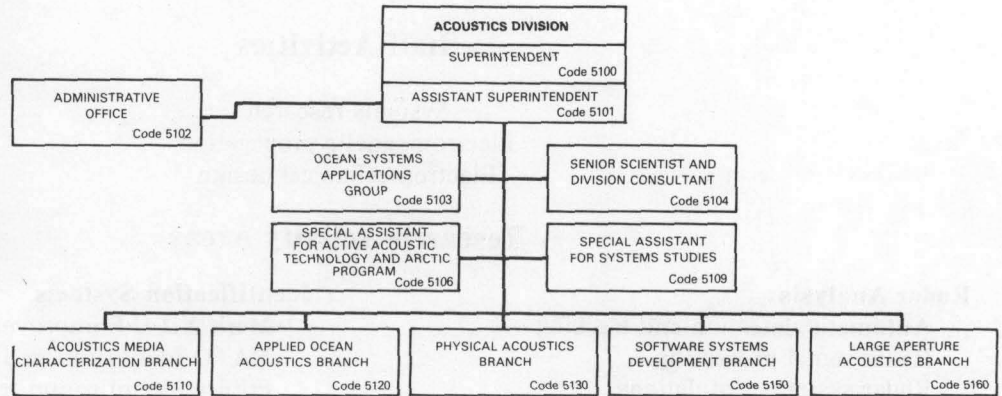 ACOUSTICS DIVISION
SUPERINTENDENT
Code 5100
ASSISTANT SUPERINTENDENT
Code 5101
ADMINISTRATIVE
OFFICE
Code 5102
OCEAN SYSTEMS
APPLICATIONS
GROUP
Code 5103
SENIOR SCIENTIST AND
DIVISION CONSULTANT
Code 5104
SPECIAL ASSISTANT
FOR ACTIVE ACOUSTIC
TECHNOLOGY AND ARCTIC
PROGRAM
Code 5106
SPECIAL ASSISTANT
FOR SYSTEMS STUDIES
Code 5109
ACOUSTICS MEDIA
CHARACTERIZATION BRANCH
Code 5110
APPLIED OCEAN
ACOUSTICS BRANCH
Code 5120
PHYSICAL ACOUSTICS
BRANCH
Code 5130
SOFTWARE SYSTEMS
DEVELOPMENT BRANCH
Code 5150
LARGE APERTURE
ACOUSTICS BRANCH
Code 5160